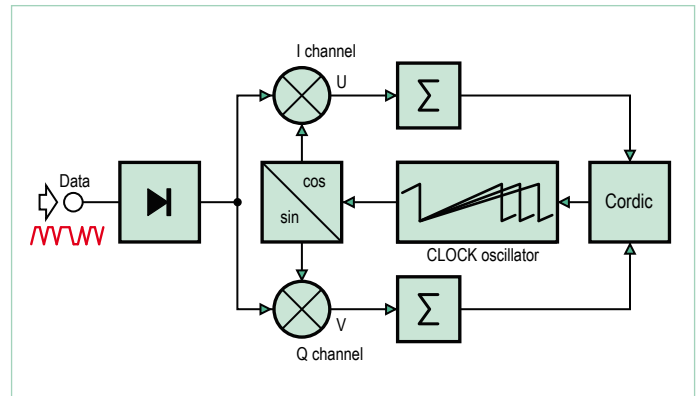 I channel
U
Σ
Data
cos
sin
Cordic
CLOCK oscillator
V
Σ
Q channel